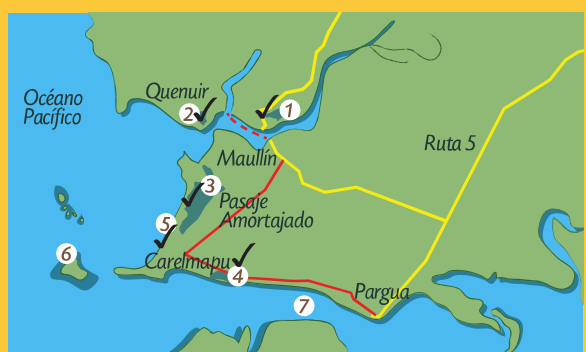 Océano
Pacífico
Quenuir
2
1
Maullín
Ruta 5
3
Pasaje
Amortajado
5
Carelmapu
6
4
7
Pargua